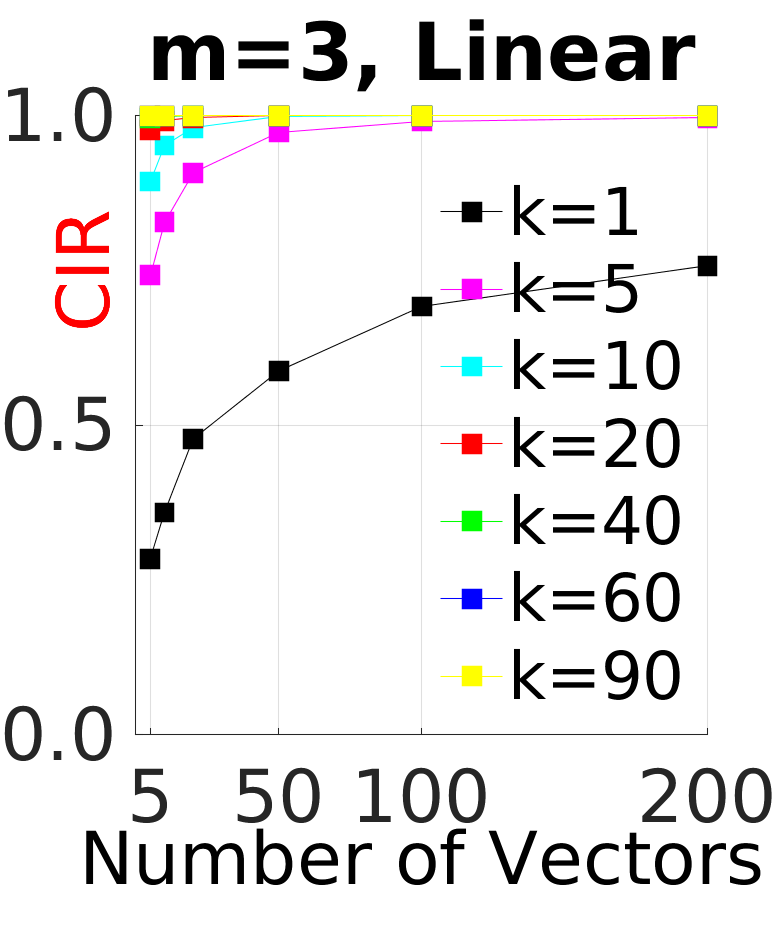 m=3, Linear
1.0
0.5
0.0
CIR
k=1
k=5
k=10
k=20
k=40
k=60
k=90
5 50 100 200
Number of Vectors